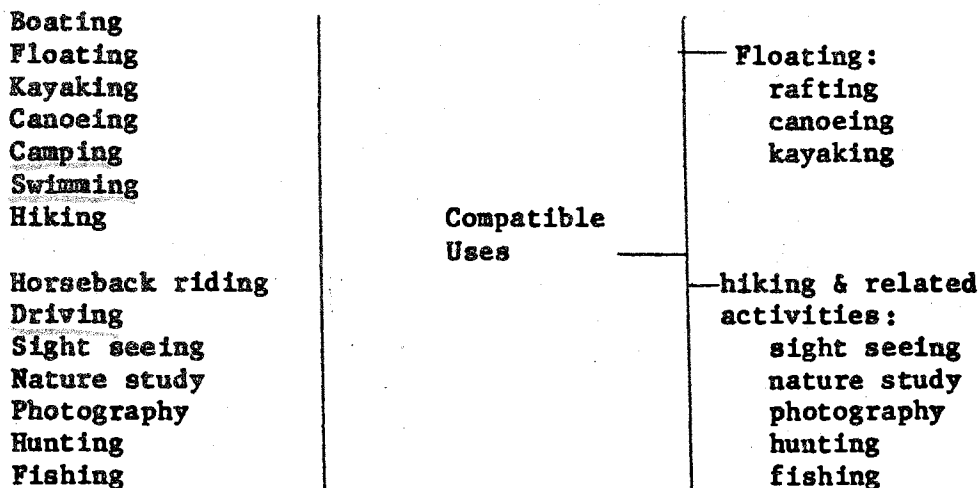 Boating
Floating
Kayaking
Canoeing
Camping
Swimming
Hiking
Horseback riding
Driving
Sight seeing
Nature study
Photography
Hunting
Fishing
Compatible
Uses
Floating:
rafting
canoeing
kayaking
hiking & related
activities:
sight seeing
nature study
photography
hunting
fishing